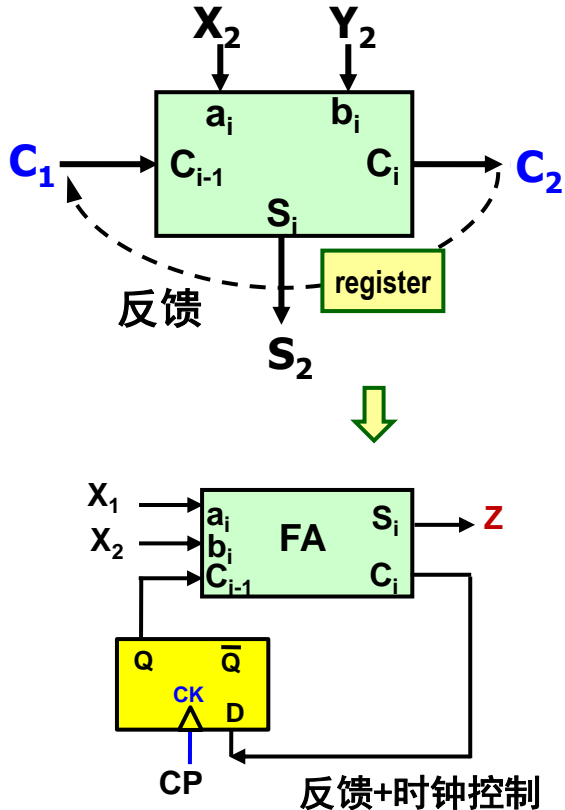 X₂ Y₂
aᵢ bᵢ
C₁ Cᵢ₋₁ Cᵢ C₂
Sᵢ
register
反馈
S₂
X₁ aᵢ Sᵢ Z
X₂ bᵢ FA
Cᵢ₋₁ Cᵢ
Q Q̅
CK
D
CP
反馈+时钟控制